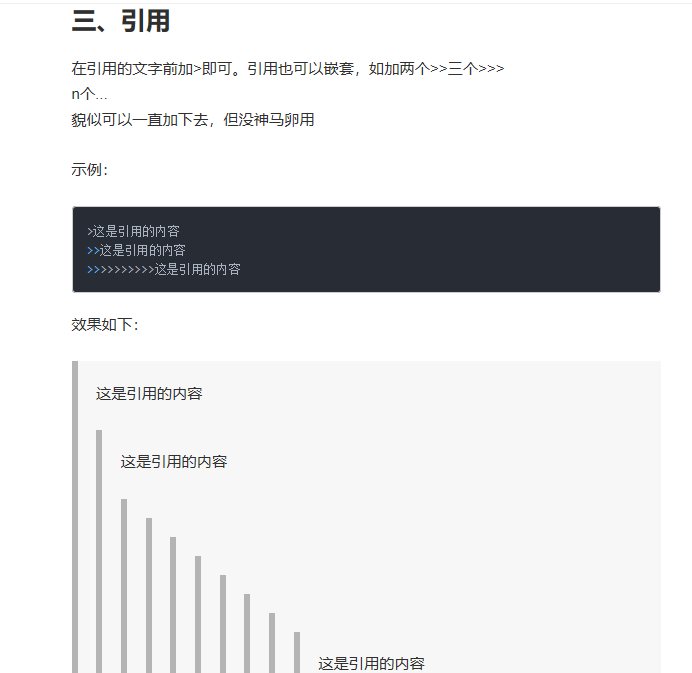 三、引用
在引用的文字前加>即可。引用也可以嵌套，如加两个>>三个>>>
n个...
貌似可以一直加下去，但没神马卵用
示例：
>这是引用的内容
>>这是引用的内容
>>>>>>>>>>这是引用的内容
效果如下：
这是引用的内容
这是引用的内容
这是引用的内容